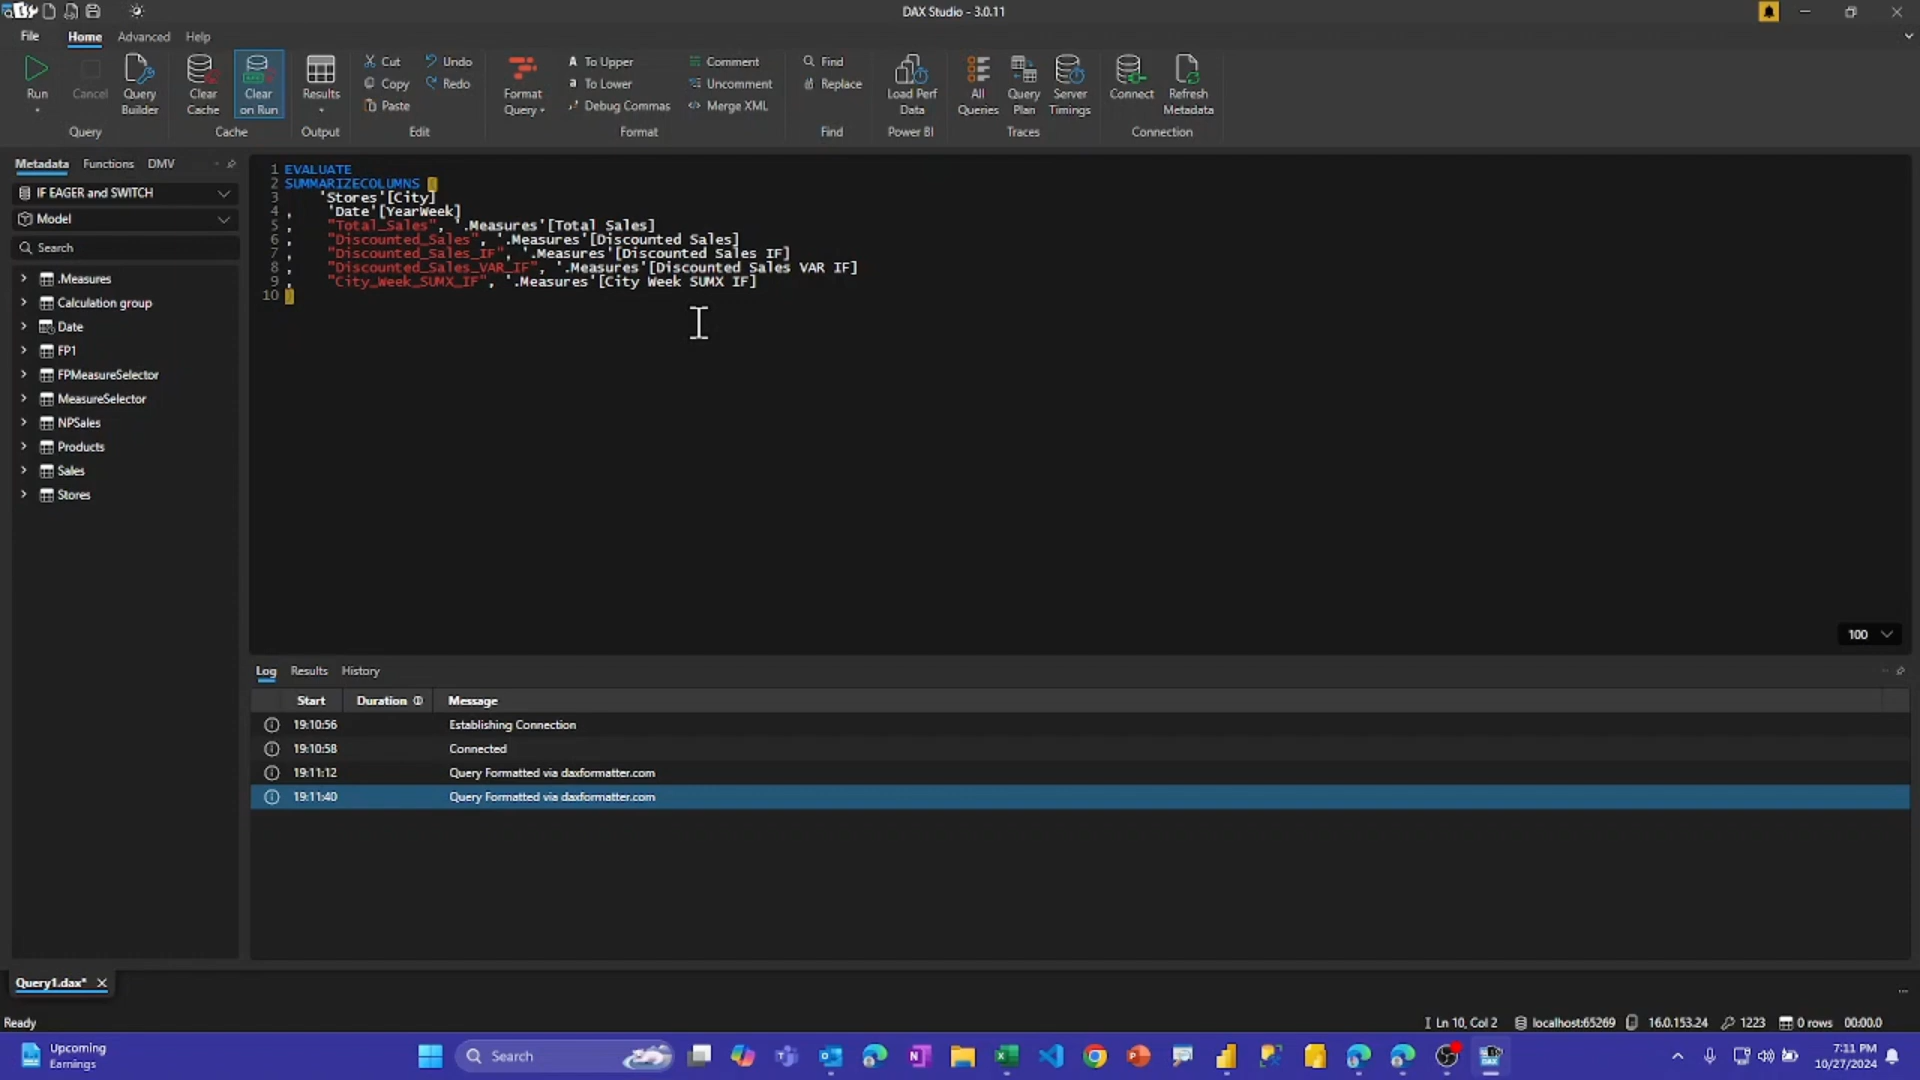 DAX Studio - 3.0.11
File Home Advanced Help
Run
Cancel
Query Builder
Clear Cache
Clear on Run
Results
Cut
Copy
Paste
Undo
Redo
Format Query
A To Upper
a To Lower
Debug Commas
Comment
Uncomment
Merge XML
Find
Replace
Load Perf Data
All Queries
Query Plan
Server Timings
Connect
Refresh Metadata
Query Cache Output Edit Format Find Power BI Traces Connection
Metadata Functions DMV
IF EAGER and SWITCH
Model
Search
.Measures
Calculation group
Date
FP1
FPMeasureSelector
MeasureSelector
NPSales
Products
Sales
Stores
1 EVALUATE
2 SUMMARIZECOLUMNS (
3 'Stores'[City]
4 , 'Date'[YearWeek]
5 , "Total_Sales", '.Measures'[Total Sales]
6 , "Discounted_Sales", '.Measures'[Discounted Sales]
7 , "Discounted_Sales_IF", '.Measures'[Discounted Sales IF]
8 , "Discounted_Sales_VAR_IF", '.Measures'[Discounted Sales VAR IF]
9 , "City_Week_SUMX_IF", '.Measures'[City Week SUMX IF]
10 )
100
Log Results History
Start Duration Message
19:10:56 Establishing Connection
19:10:58 Connected
19:11:12 Query Formatted via daxformatter.com
19:11:40 Query Formatted via daxformatter.com
Query1.dax*
Ready
Ln 10, Col 2 localhost:65269 16.0.153.24 1223 0 rows 00:00.0
Upcoming
Earnings
Search
7:11 PM
10/27/2024